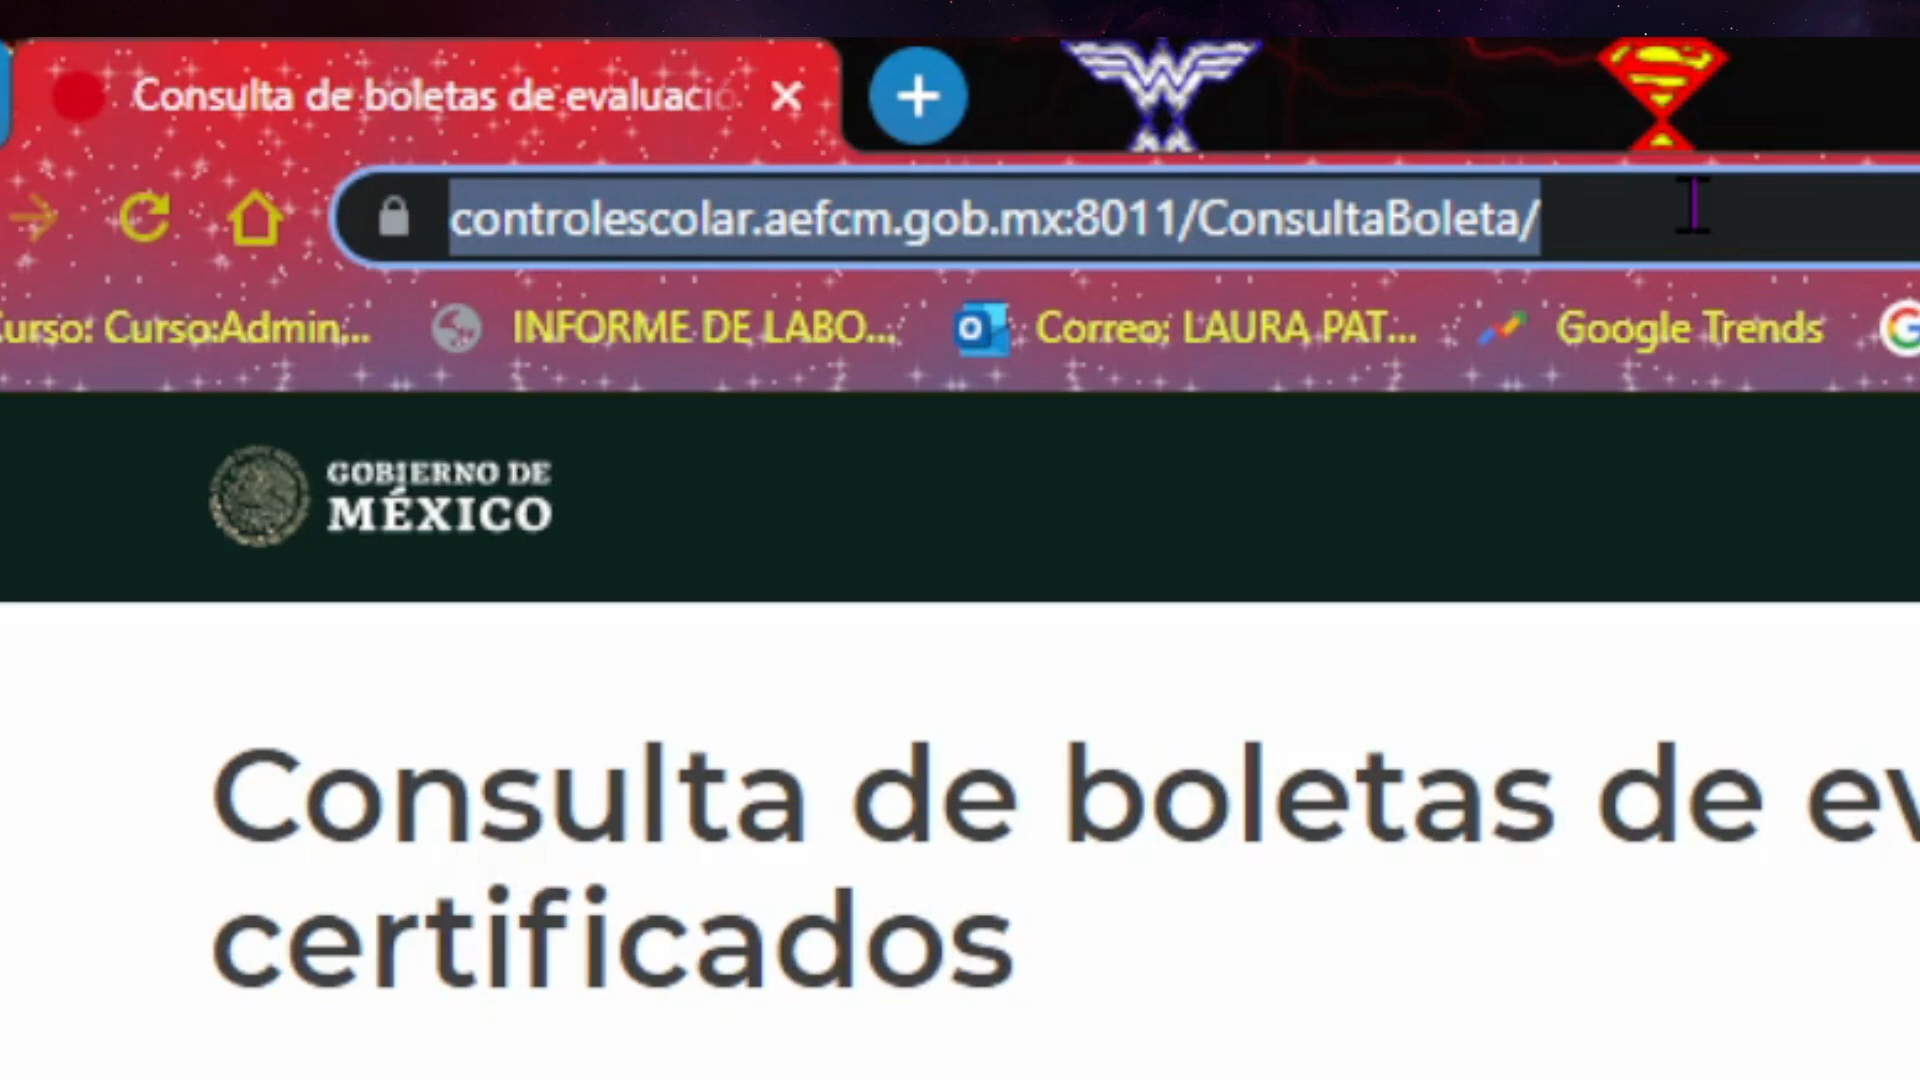 Consulta de boletas de evaluació
controlescolar.aefcm.gob.mx:8011/ConsultaBoleta/
Curso: Curso:Admin,... INFORME DE LABO... Correo: LAURA PAT... Google Trends
GOBIERNO DE
MÉXICO
Consulta de boletas de ev
certificados